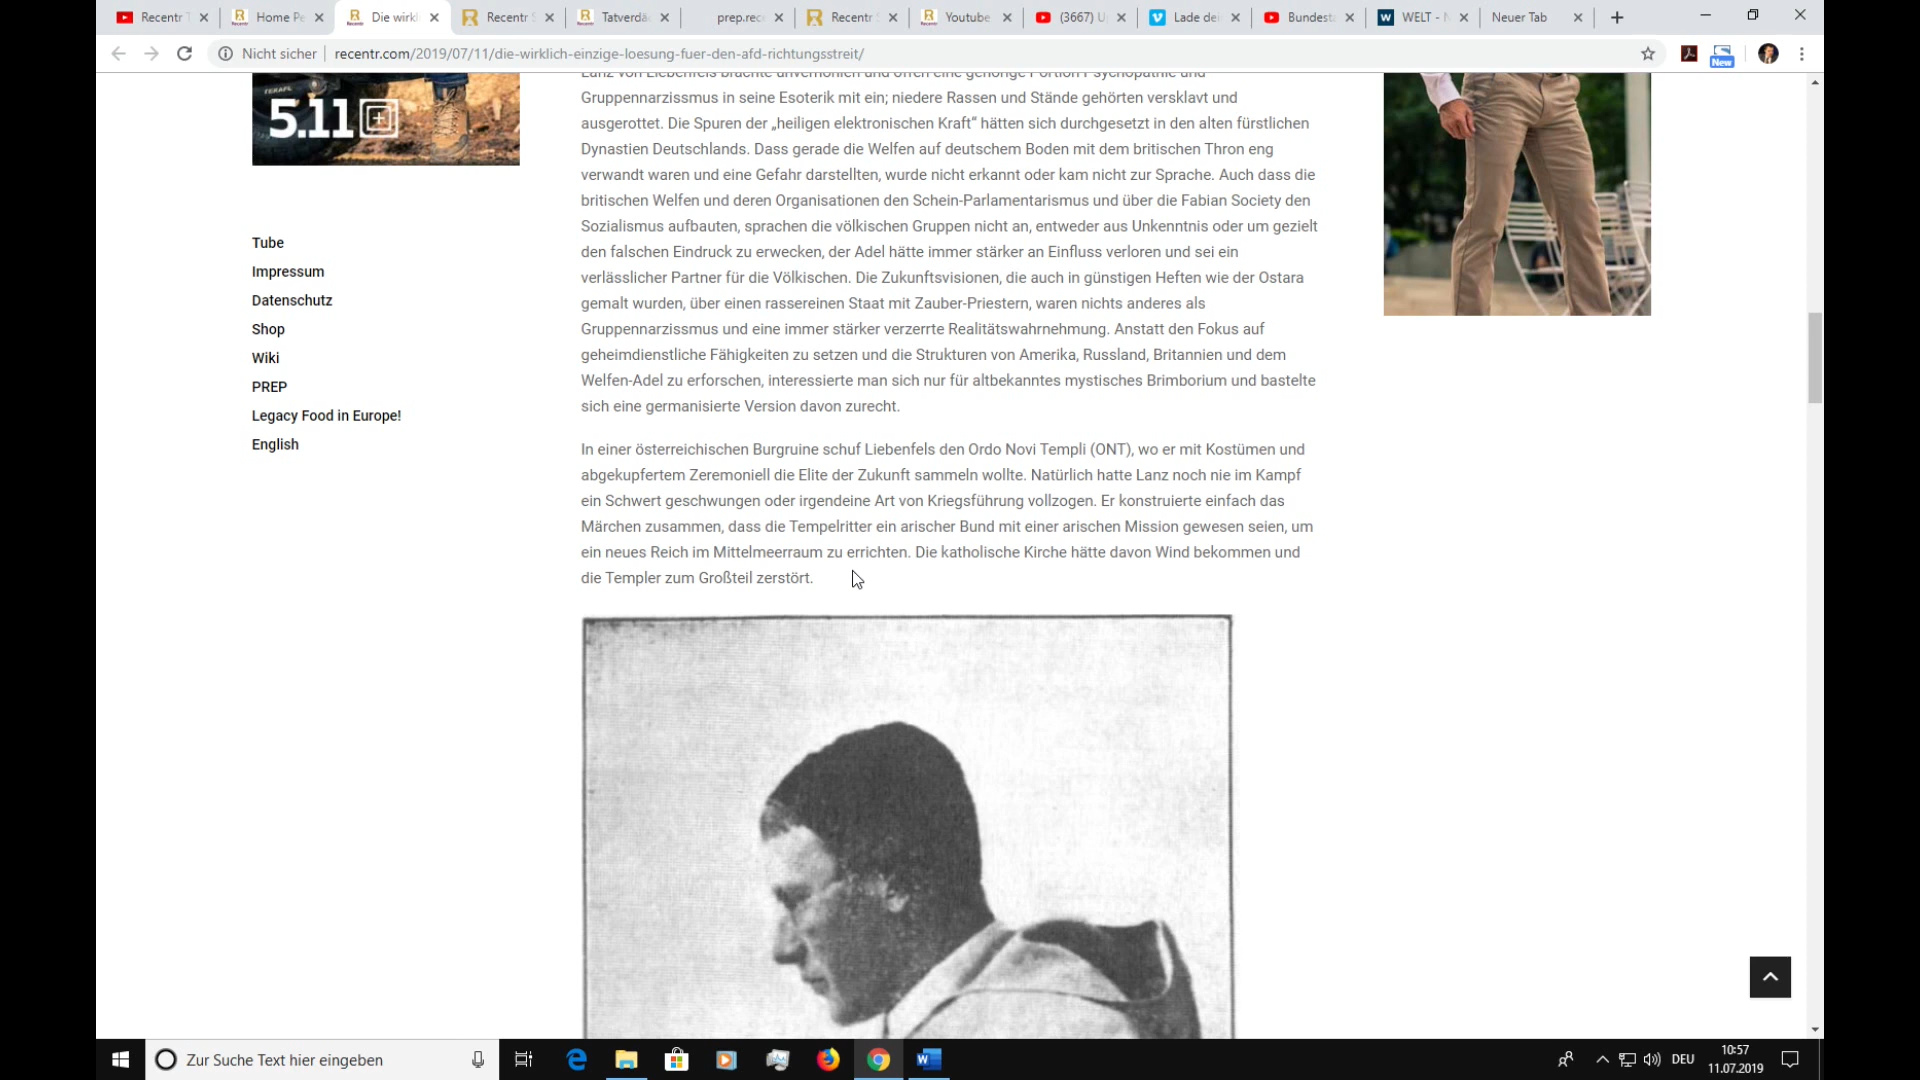 Recentr T
Home Pe
Die wirkl
Recentr S
Tatverdä
prep.rec
Recentr S
Youtube
(3667) U
Lade dei
Bundesta
WELT - N
Neuer Tab
Nicht sicher
recentr.com/2019/07/11/die-wirklich-einzige-loesung-fuer-den-afd-richtungsstreit/
New
5.11
Tube
Impressum
Datenschutz
Shop
Wiki
PREP
Legacy Food in Europe!
English
Lanz von Liebenfels brachte unverhohlen und offen eine gehörige Portion Psychopathie und
Gruppennarzissmus in seine Esoterik mit ein; niedere Rassen und Stände gehörten versklavt und
ausgerottet. Die Spuren der „heiligen elektronischen Kraft“ hätten sich durchgesetzt in den alten fürstlichen
Dynastien Deutschlands. Dass gerade die Welfen auf deutschem Boden mit dem britischen Thron eng
verwandt waren und eine Gefahr darstellten, wurde nicht erkannt oder kam nicht zur Sprache. Auch dass die
britischen Welfen und deren Organisationen den Schein-Parlamentarismus und über die Fabian Society den
Sozialismus aufbauten, sprachen die völkischen Gruppen nicht an, entweder aus Unkenntnis oder um gezielt
den falschen Eindruck zu erwecken, der Adel hätte immer stärker an Einfluss verloren und sei ein
verlässlicher Partner für die Völkischen. Die Zukunftsvisionen, die auch in günstigen Heften wie der Ostara
gemalt wurden, über einen rassereinen Staat mit Zauber-Priestern, waren nichts anderes als
Gruppennarzissmus und eine immer stärker verzerrte Realitätswahrnehmung. Anstatt den Fokus auf
geheimdienstliche Fähigkeiten zu setzen und die Strukturen von Amerika, Russland, Britannien und dem
Welfen-Adel zu erforschen, interessierte man sich nur für altbekanntes mystisches Brimborium und bastelte
sich eine germanisierte Version davon zurecht.
In einer österreichischen Burgruine schuf Liebenfels den Ordo Novi Templi (ONT), wo er mit Kostümen und
abgekupfertem Zeremoniell die Elite der Zukunft sammeln wollte. Natürlich hatte Lanz noch nie im Kampf
ein Schwert geschwungen oder irgendeine Art von Kriegsführung vollzogen. Er konstruierte einfach das
Märchen zusammen, dass die Tempelritter ein arischer Bund mit einer arischen Mission gewesen seien, um
ein neues Reich im Mittelmeerraum zu errichten. Die katholische Kirche hätte davon Wind bekommen und
die Templer zum Großteil zerstört.
Zur Suche Text hier eingeben
DEU
10:57
11.07.2019